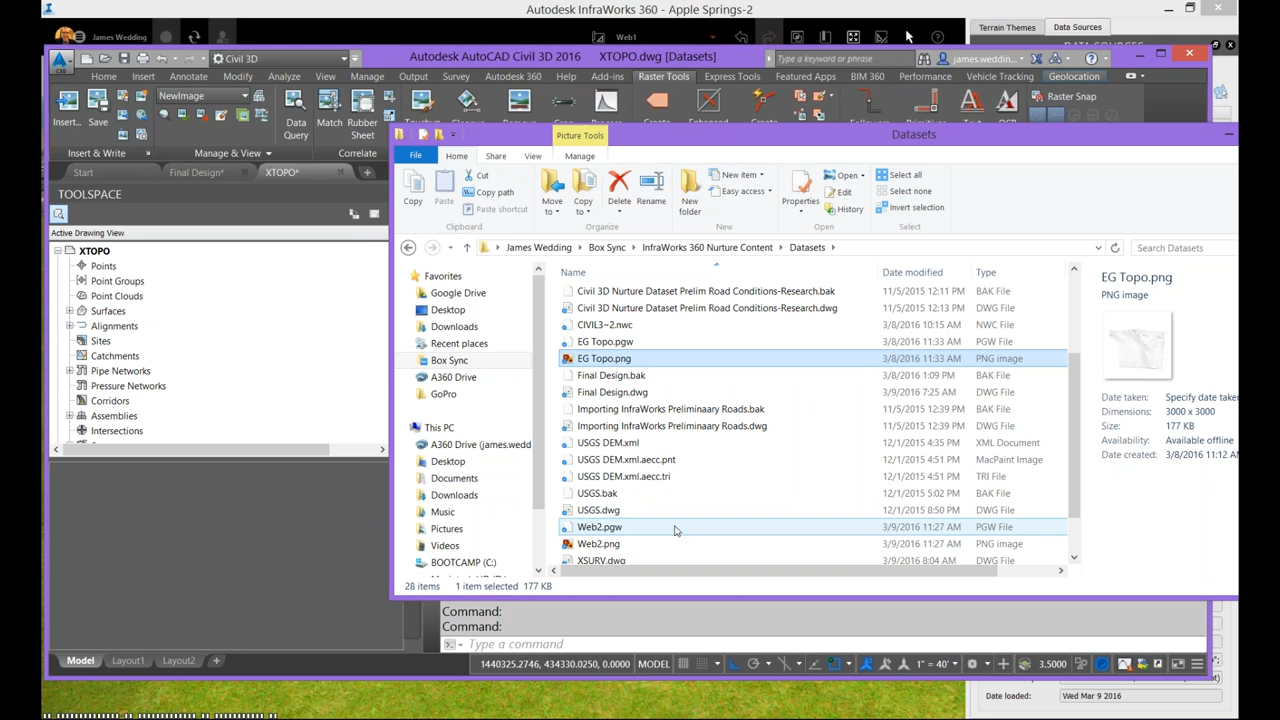 Autodesk InfraWorks 360 - Apple Springs-2
James Wedding
Web1
Terrain Themes
Data Sources
Civil 3D
Autodesk AutoCAD Civil 3D 2016 XTOPO.dwg [Datasets]
Type a keyword or phrase
james.weddin...
Home Insert Annotate Modify Analyze View Manage Output Survey Autodesk 360 Help Add-ins Raster Tools Express Tools Featured Apps BIM 360 Performance Vehicle Tracking Geolocation
NewImage
Insert...
Save
Data
Query
Match
Rubber
Sheet
Raster Snap
Insert & Write
Manage & View
Correlate
Start
Final Design*
XTOPO*
TOOLSPACE
Active Drawing View
XTOPO
Points
Point Groups
Point Clouds
Surfaces
Alignments
Sites
Catchments
Pipe Networks
Pressure Networks
Corridors
Assemblies
Intersections
Picture Tools
Datasets
File
Home
Share
View
Manage
Copy
Paste
Cut
Copy path
Paste shortcut
Clipboard
Move
to
Copy
to
Delete
Rename
Organize
New
folder
New item
Easy access
New
Properties
Open
Edit
History
Open
Select all
Select none
Invert selection
Select
James Wedding
Box Sync
InfraWorks 360 Nurture Content
Datasets
Search Datasets
Favorites
Google Drive
Desktop
Downloads
Recent places
Box Sync
A360 Drive
GoPro
This PC
A360 Drive (james.wedd
Desktop
Documents
Downloads
Music
Pictures
Videos
BOOTCAMP (C:)
Name Date modified Type
Civil 3D Nurture Dataset Prelim Road Conditions-Research.bak 11/5/2015 12:11 PM BAK File
Civil 3D Nurture Dataset Prelim Road Conditions-Research.dwg 11/5/2015 12:13 PM DWG File
CIVIL3~2.nwc 3/8/2016 10:15 AM NWC File
EG Topo.pgw 3/8/2016 11:33 AM PGW File
EG Topo.png 3/8/2016 11:33 AM PNG image
Final Design.bak 3/8/2016 1:09 PM BAK File
Final Design.dwg 3/9/2016 7:25 AM DWG File
Importing InfraWorks Preliminaary Roads.bak 11/5/2015 12:39 PM BAK File
Importing InfraWorks Preliminaary Roads.dwg 11/5/2015 12:39 PM DWG File
USGS DEM.xml 12/1/2015 4:35 PM XML Document
USGS DEM.xml.aecc.pnt 12/1/2015 4:51 PM MacPaint Image
USGS DEM.xml.aecc.tri 12/1/2015 4:51 PM TRI File
USGS.bak 12/1/2015 5:02 PM BAK File
USGS.dwg 12/1/2015 8:50 PM DWG File
Web2.pgw 3/9/2016 11:27 AM PGW File
Web2.png 3/9/2016 11:27 AM PNG image
XSURV.dwg 3/9/2016 8:04 AM DWG File
EG Topo.png
PNG image
Date taken: Specify date taker
Dimensions: 3000 x 3000
Size: 177 KB
Availability: Available offline
Date created: 3/8/2016 11:12 A
28 items 1 item selected 177 KB
Command:
Command:
Type a command
Model
Layout1
Layout2
1440325.2746, 434330.0250, 0.0000
MODEL
1" = 40'
3.5000
Date loaded:
Wed Mar 9 2016